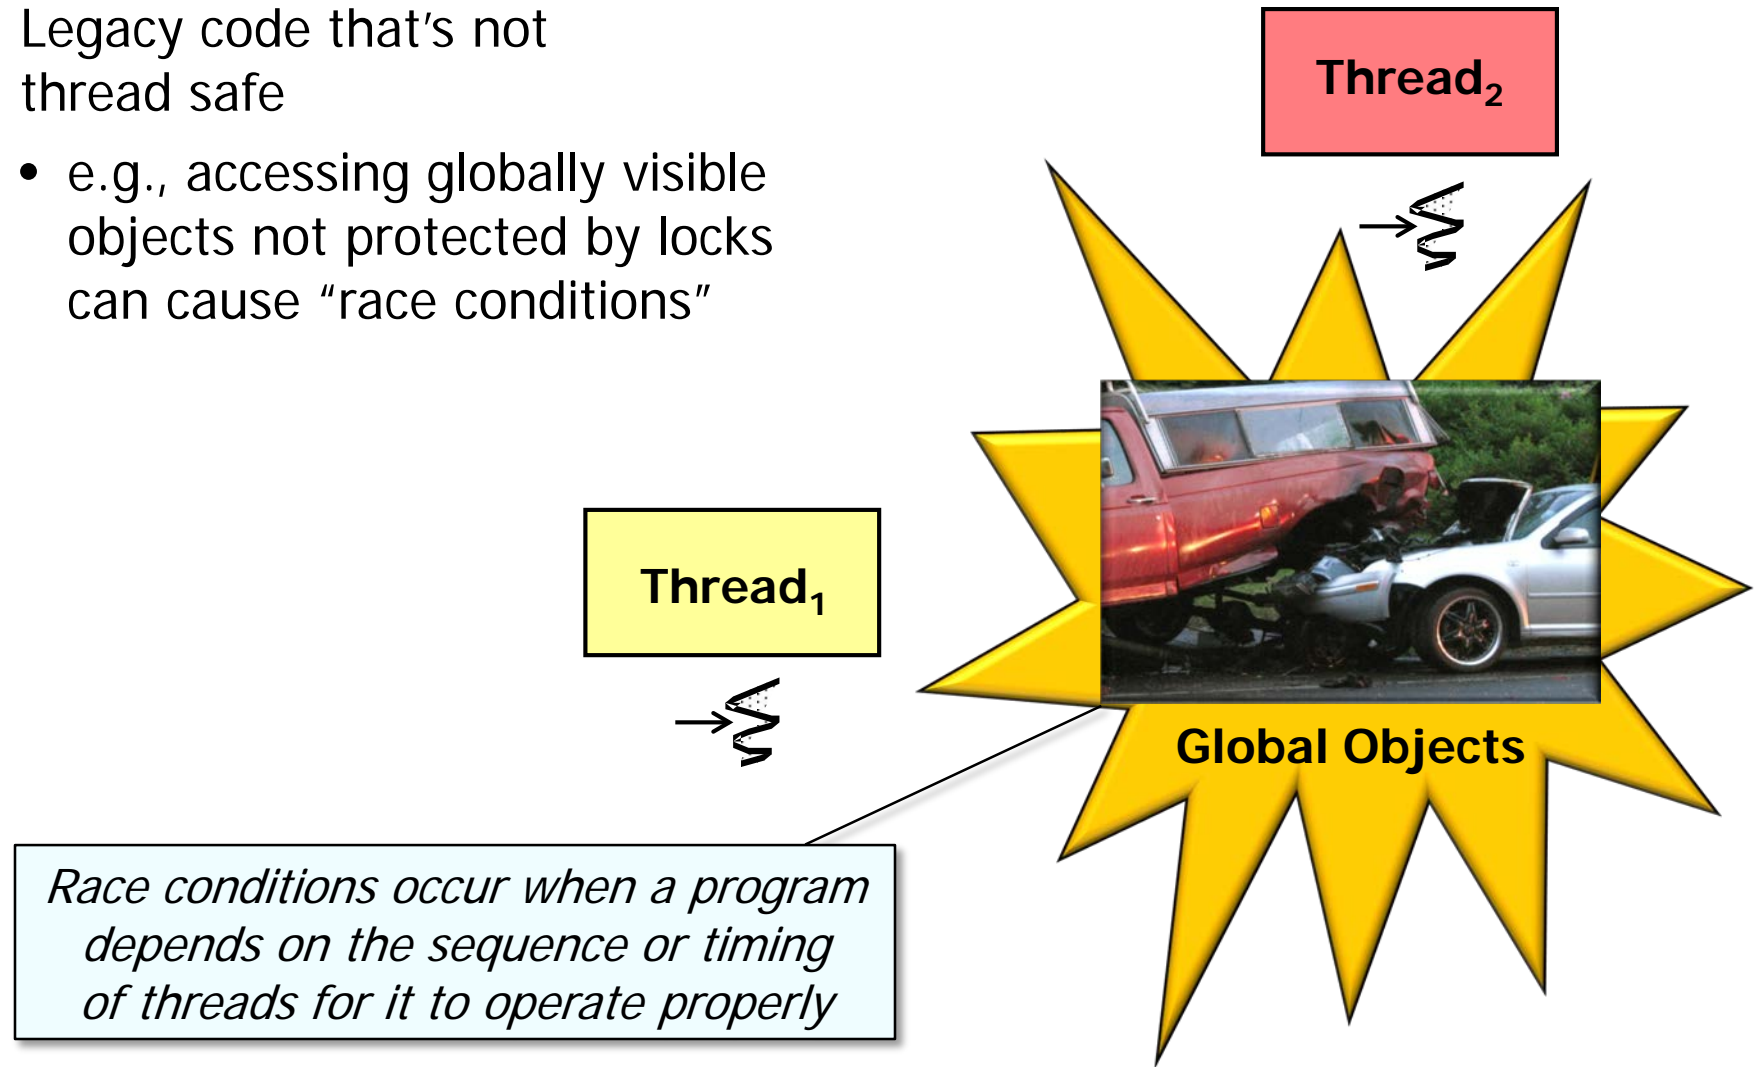 Legacy code that's not
thread safe
• e.g., accessing globally visible
objects not protected by locks
can cause “race conditions”
Thread₂
Thread₁
Global Objects
Race conditions occur when a program
depends on the sequence or timing
of threads for it to operate properly